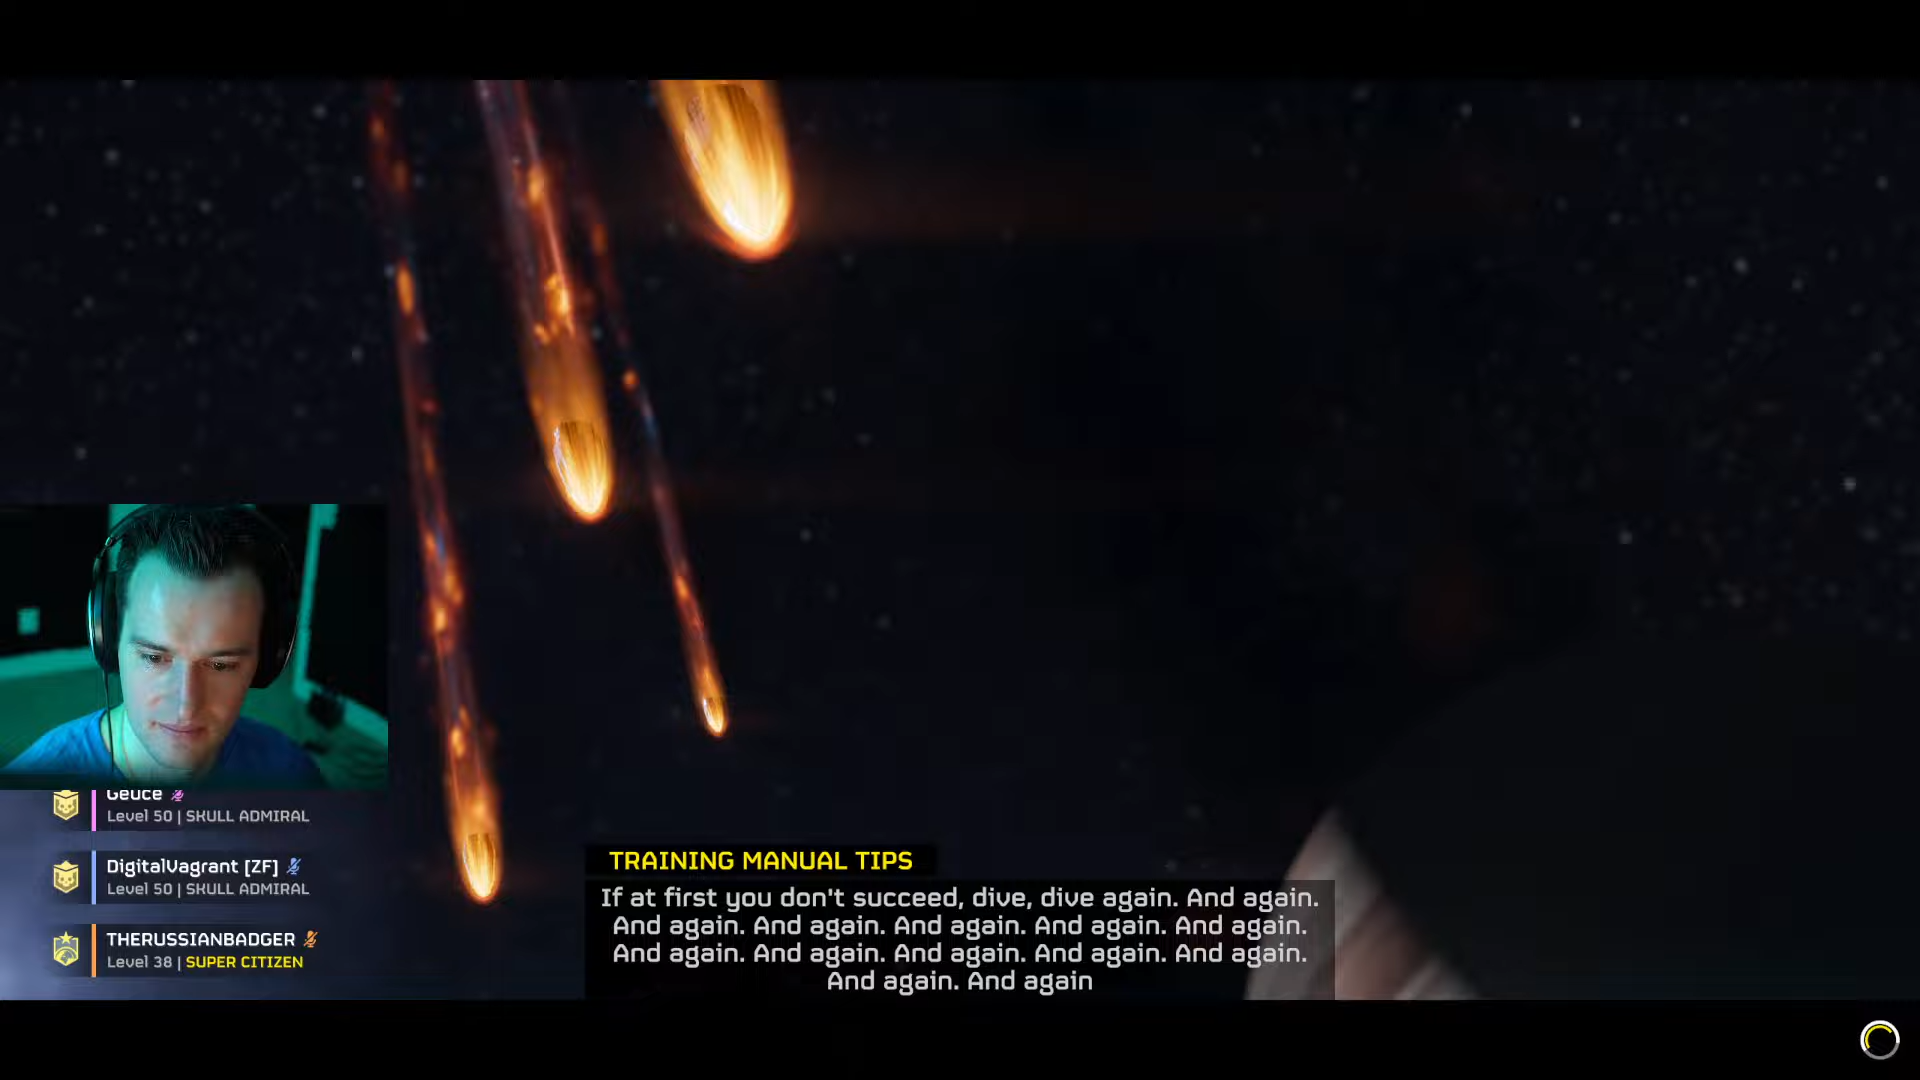 Geuce
Level 50 | SKULL ADMIRAL
DigitalVagrant [ZF]
Level 50 | SKULL ADMIRAL
THERUSSIANBADGER
Level 38 | SUPER CITIZEN
TRAINING MANUAL TIPS
If at first you don't succeed, dive, dive again. And again.
And again. And again. And again. And again. And again.
And again. And again. And again. And again. And again.
And again. And again